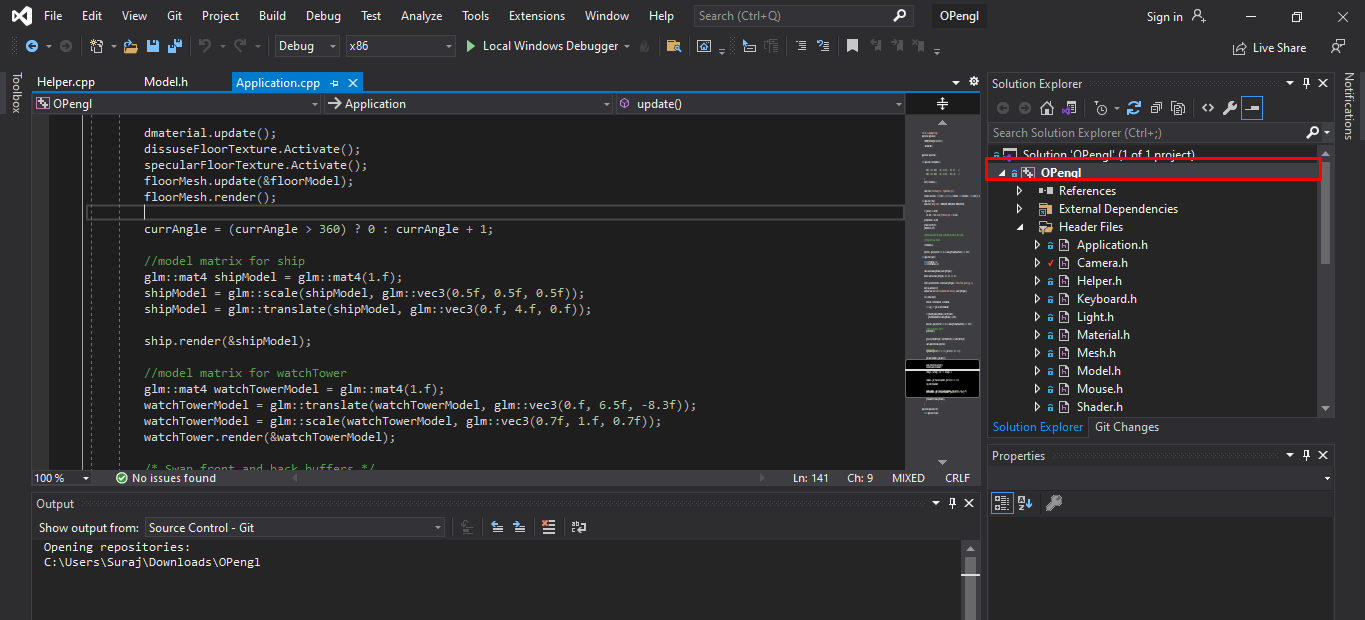 File Edit View Git Project Build Debug Test Analyze Tools Extensions Window Help Search (Ctrl+Q) OPengl Sign in
Debug x86 Local Windows Debugger Live Share
Toolbox
Helper.cpp Model.h Application.cpp
OPengl Application update()
dmaterial.update();
dissuseFloorTexture.Activate();
specularFloorTexture.Activate();
floorMesh.update(&floorModel);
floorMesh.render();
currAngle = (currAngle > 360) ? 0 : currAngle + 1;
//model matrix for ship
glm::mat4 shipModel = glm::mat4(1.f);
shipModel = glm::scale(shipModel, glm::vec3(0.5f, 0.5f, 0.5f));
shipModel = glm::translate(shipModel, glm::vec3(0.f, 4.f, 0.f));
ship.render(&shipModel);
//model matrix for watchTower
glm::mat4 watchTowerModel = glm::mat4(1.f);
watchTowerModel = glm::translate(watchTowerModel, glm::vec3(0.f, 6.5f, -8.3f));
watchTowerModel = glm::scale(watchTowerModel, glm::vec3(0.7f, 1.f, 0.7f));
watchTower.render(&watchTowerModel);
/* Swap front and back buffers */
100 % No issues found Ln: 141 Ch: 9 MIXED CRLF
Output
Show output from: Source Control - Git
Opening repositories:
C:\Users\Suraj\Downloads\OPengl
Solution Explorer
Search Solution Explorer (Ctrl+;)
Solution 'OPengl' (1 of 1 project)
OPengl
References
External Dependencies
Header Files
Application.h
Camera.h
Helper.h
Keyboard.h
Light.h
Material.h
Mesh.h
Model.h
Mouse.h
Shader.h
Solution Explorer Git Changes
Properties
Notifications